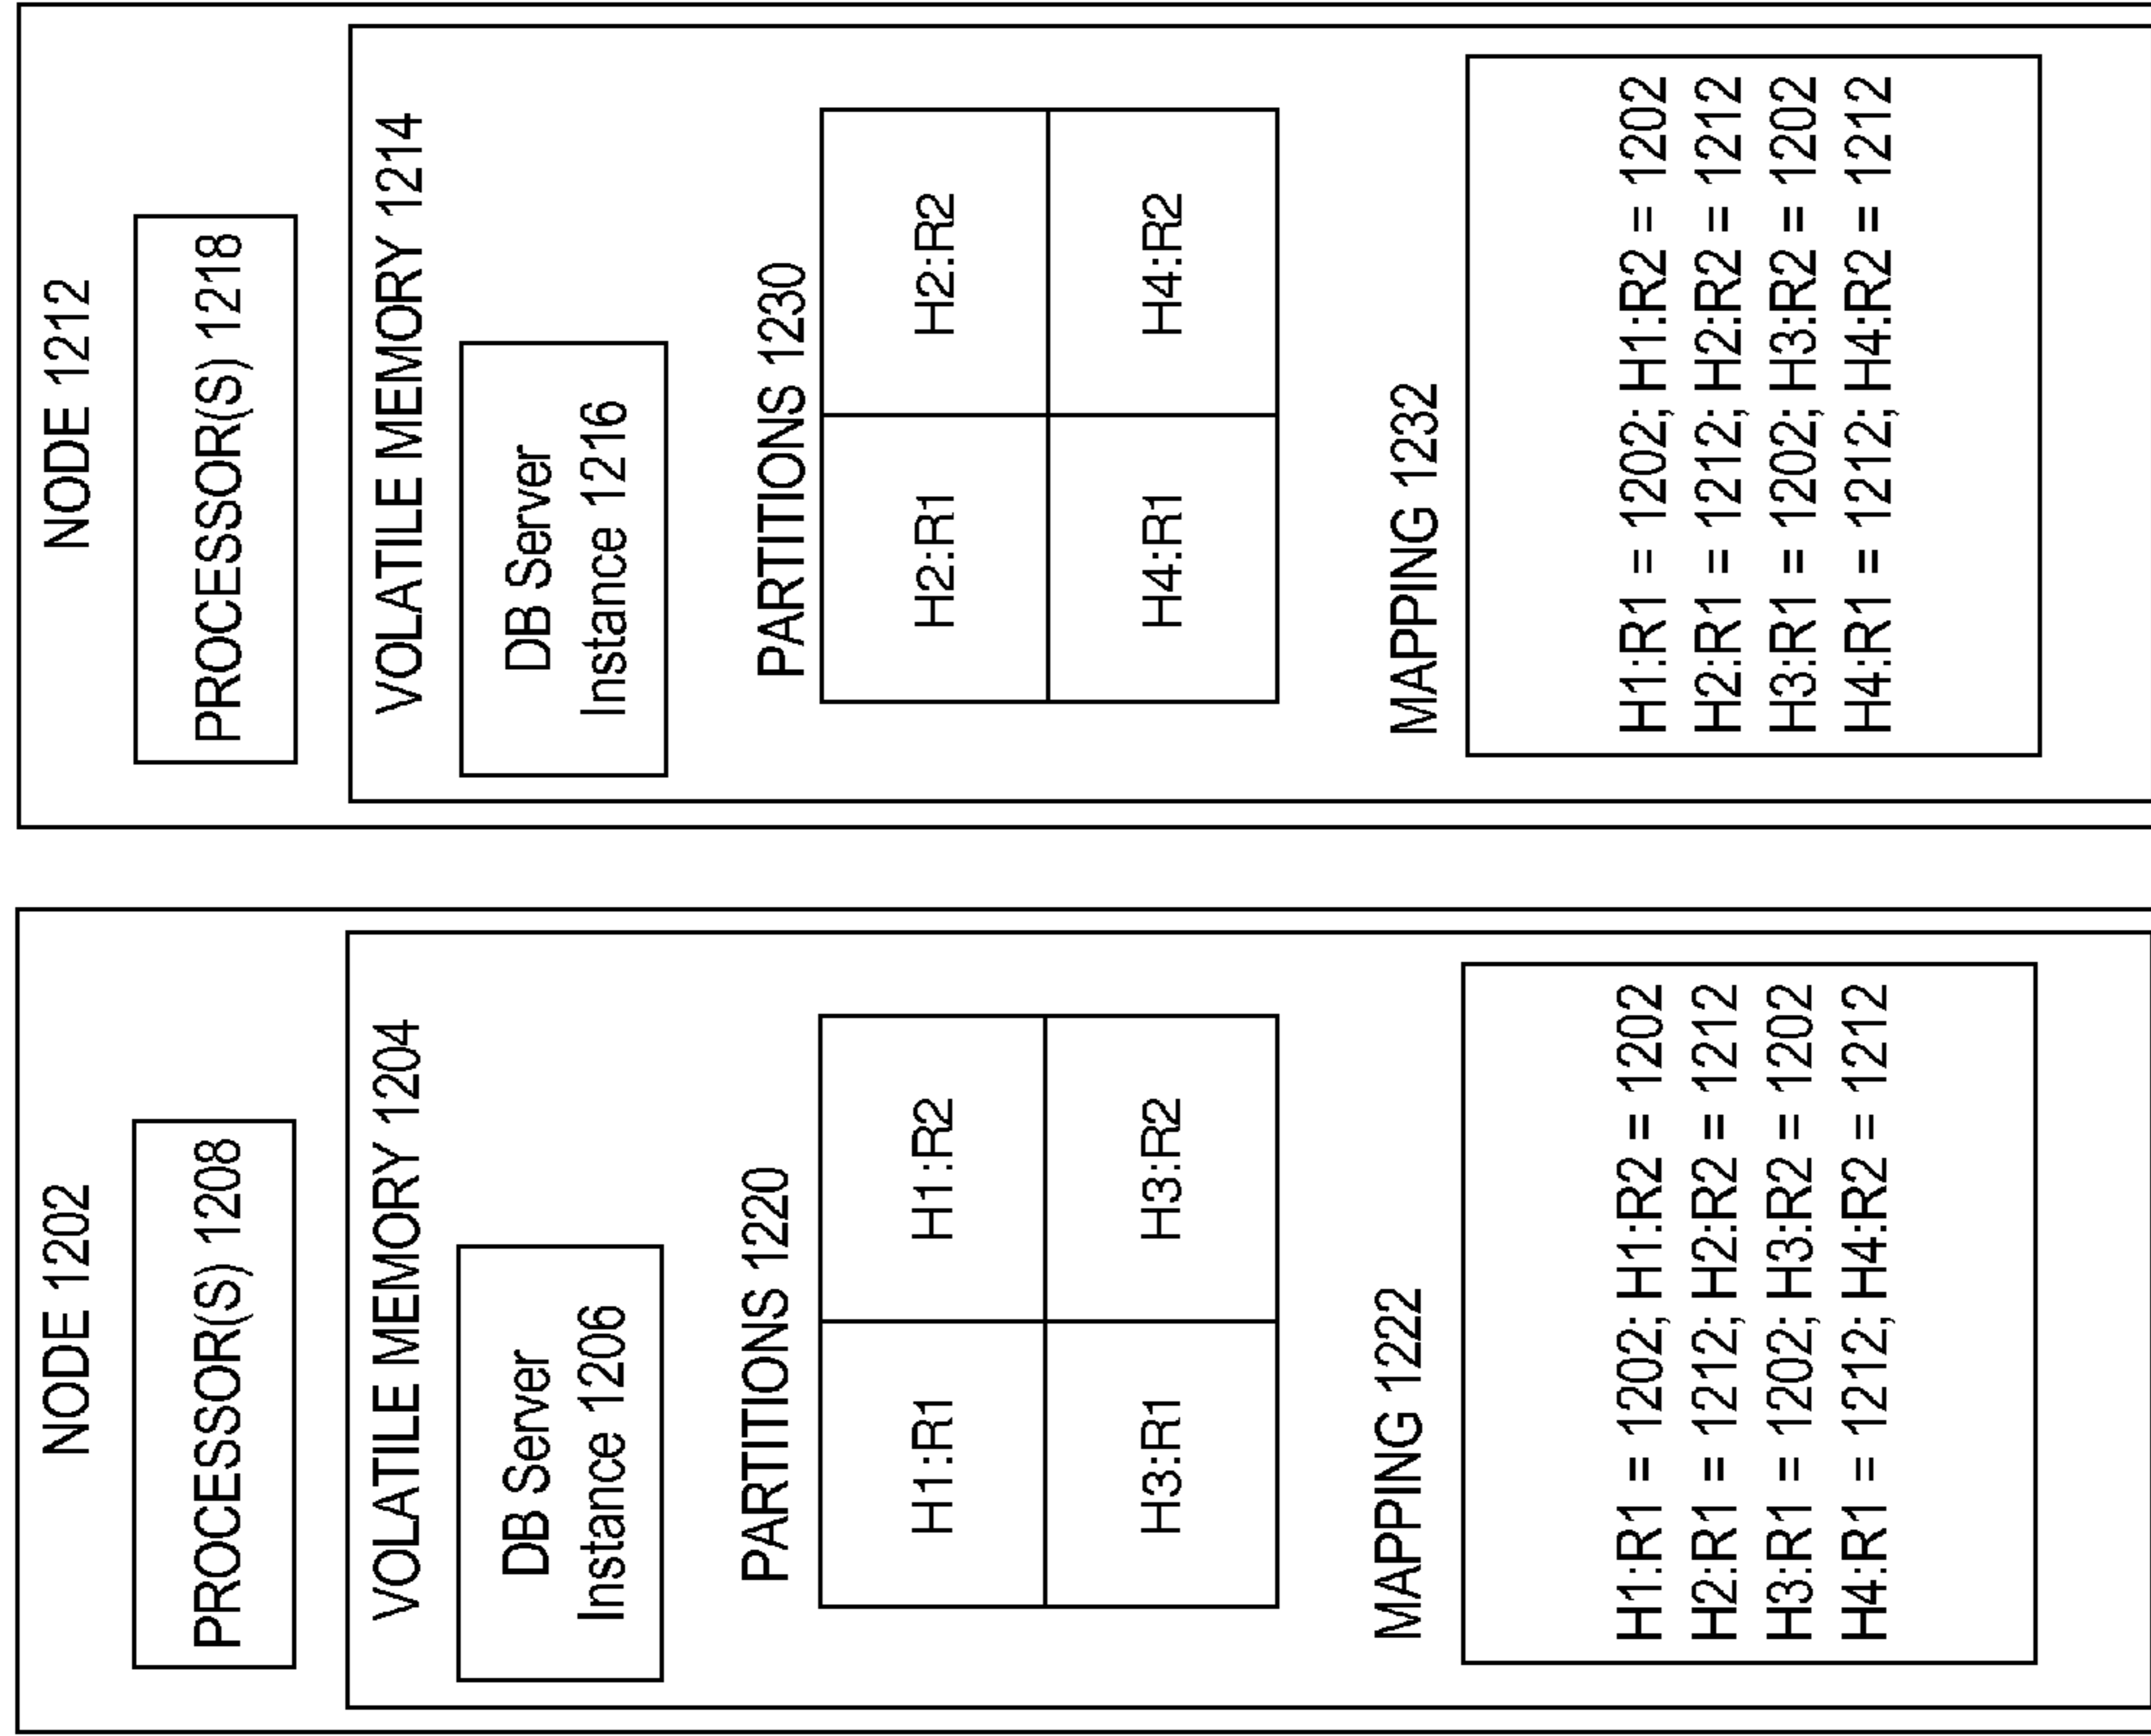 NODE 1202
PROCESSOR(S) 1208
VOLATILE MEMORY 1204
DB Server
Instance 1206
PARTITIONS 1220
H1:R1
H1:R2
H3:R1
H3:R2
MAPPING 1222
H1:R1 = 1202; H1:R2 = 1202
H2:R1 = 1212; H2:R2 = 1212
H3:R1 = 1202; H3:R2 = 1202
H4:R1 = 1212; H4:R2 = 1212
NODE 1212
PROCESSOR(S) 1218
VOLATILE MEMORY 1214
DB Server
Instance 1216
PARTITIONS 1230
H2:R1
H2:R2
H4:R1
H4:R2
MAPPING 1232
H1:R1 = 1202; H1:R2 = 1202
H2:R1 = 1212; H2:R2 = 1212
H3:R1 = 1202; H3:R2 = 1202
H4:R1 = 1212; H4:R2 = 1212